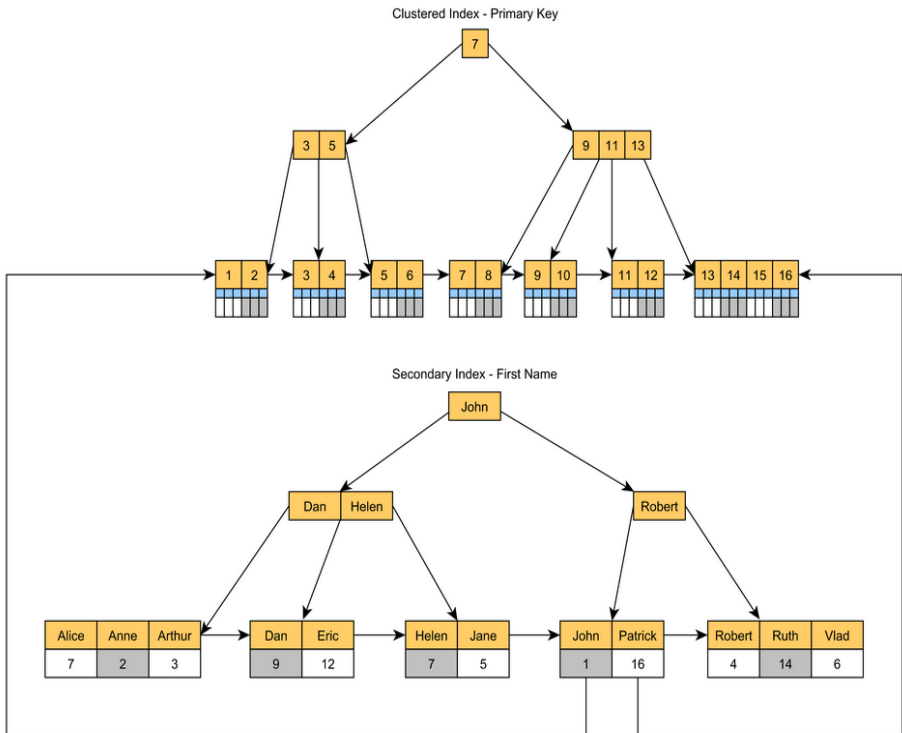 Clustered Index - Primary Key
7
3 5
9 11 13
1 2
3 4
5 6
7 8
9 10
11 12
13 14 15 16
Secondary Index - First Name
John
Dan Helen
Robert
Alice Anne Arthur
7 2 3
Dan Eric
9 12
Helen Jane
7 5
John Patrick
1 16
Robert Ruth Vlad
4 14 6